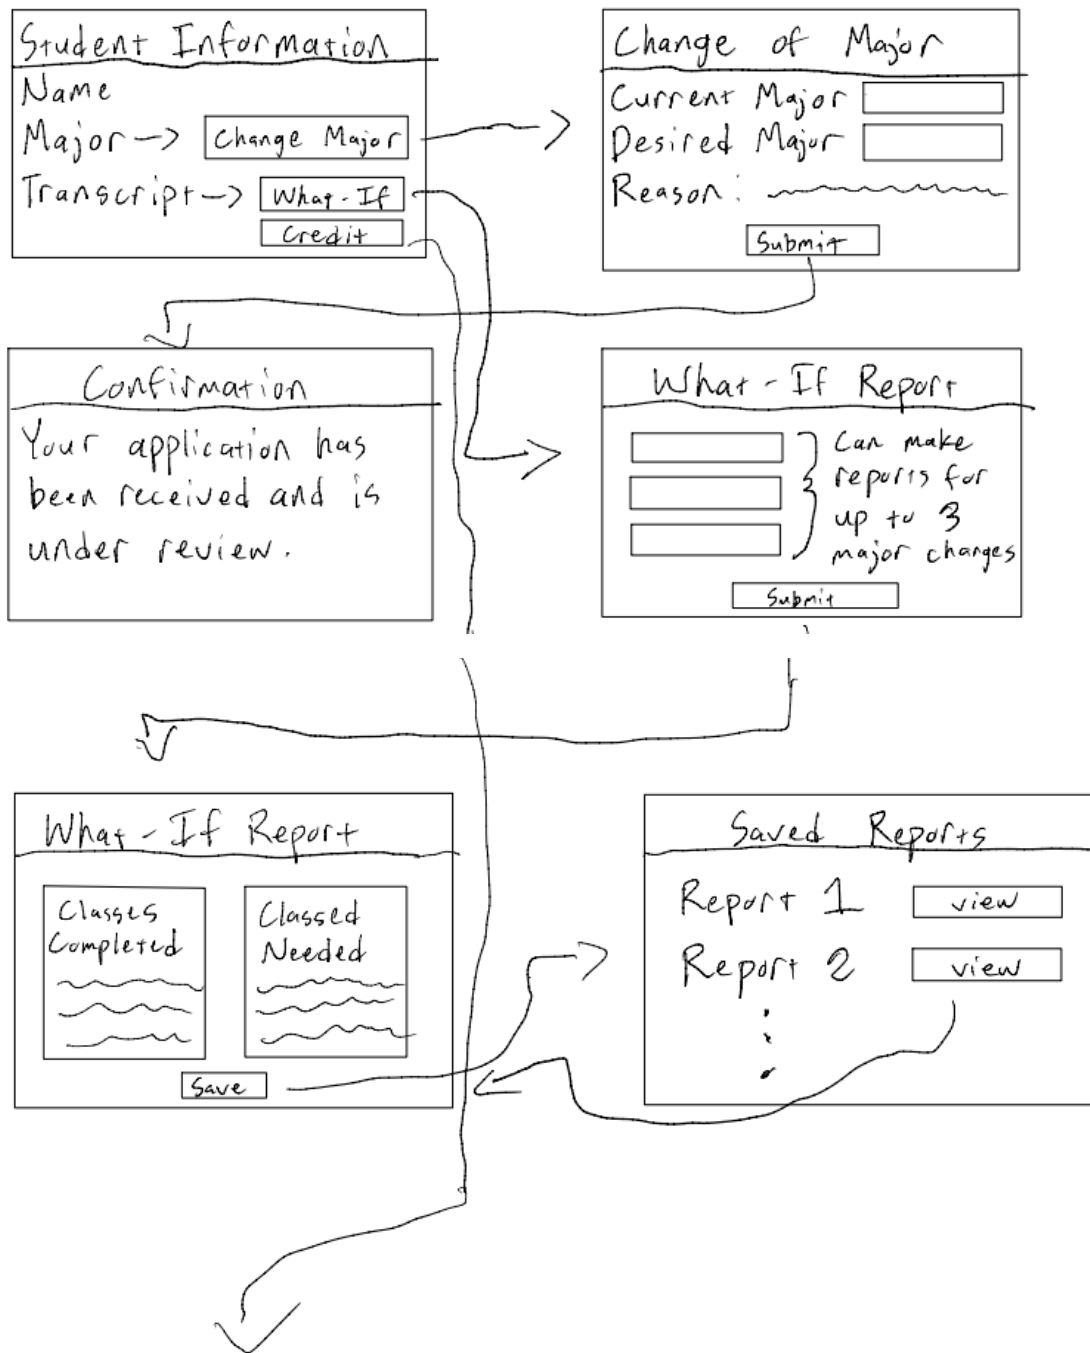 Student Information
Name
Major -> Change Major
Transcript -> What-If
Credit
Change of Major
Current Major
Desired Major
Reason:
Submit
Confirmation
Your application has
been received and is
under review.
What-If Report
Can make
reports for
up to 3
major changes
Submit
What-If Report
Classes
Completed
Classed
Needed
Save
Saved Reports
Report 1 view
Report 2 view